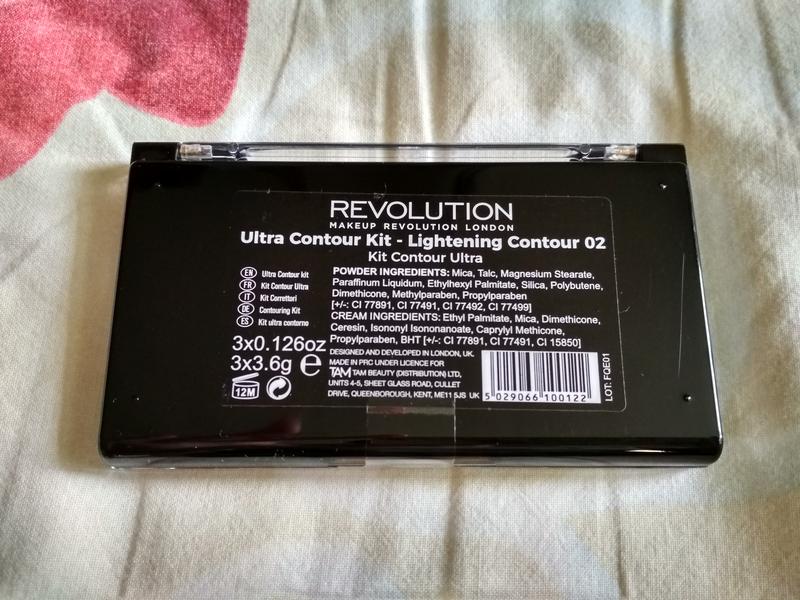 REVOLUTION
MAKEUP REVOLUTION LONDON
Ultra Contour Kit - Lightening Contour 02
Kit Contour Ultra
EN Ultra Contour kit
FR Kit Contour Ultra
IT Kit Correttori
DE Contouring Kit
ES Kit ultra contorno
3x0.126oz
3x3.6g e
12M
POWDER INGREDIENTS: Mica, Talc, Magnesium Stearate,
Paraffinum Liquidum, Ethylhexyl Palmitate, Silica, Polybutene,
Dimethicone, Methylparaben, Propylparaben
[+/-: CI 77891, CI 77491, CI 77492, CI 77499]
CREAM INGREDIENTS: Ethyl Palmitate, Mica, Dimethicone,
Ceresin, Isononyl Isononanoate, Caprylyl Methicone,
Propylparaben, BHT [+/-: CI 77891, CI 77491, CI 15850]
DESIGNED AND DEVELOPED IN LONDON, UK.
MADE IN PRC UNDER LICENCE FOR
TAM TAM BEAUTY (DISTRIBUTION) LTD,
UNITS 4-5, SHEET GLASS ROAD, CULLET
DRIVE, QUEENBOROUGH, KENT, ME11 5JS UK
5 029066 100122
LOT: FQE01